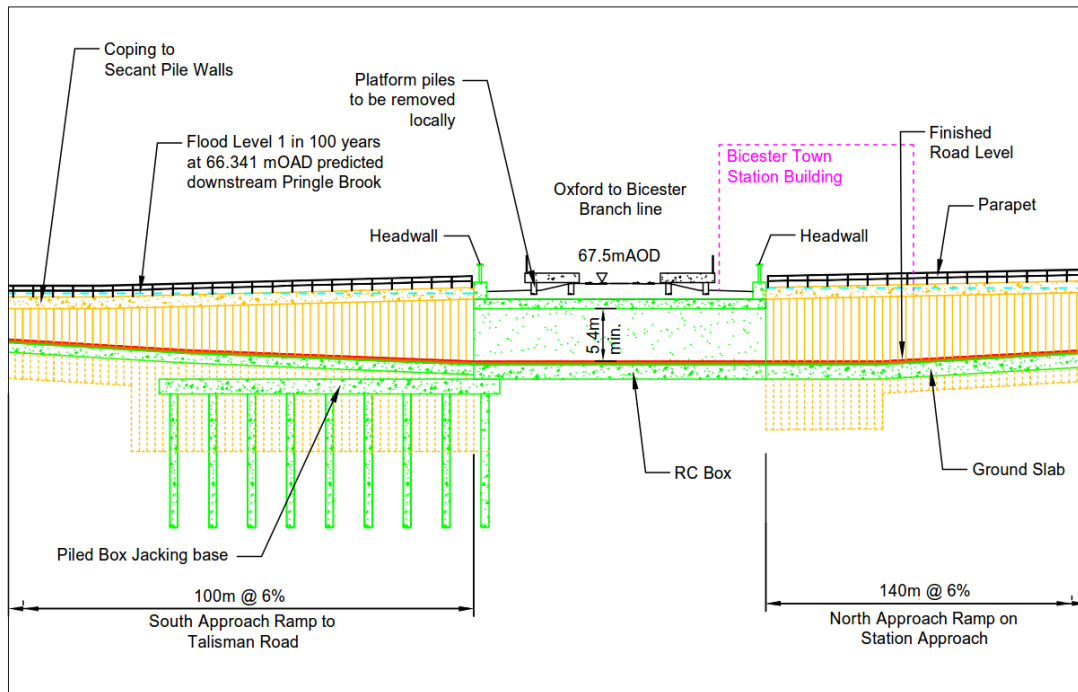 Coping to
Secant Pile Walls
Platform piles
to be removed
locally
Flood Level 1 in 100 years
at 66.341 mOAD predicted
downstream Pringle Brook
Finished
Road Level
Bicester Town
Station Building
Oxford to Bicester
Branch line
Parapet
Headwall
67.5mAOD
Headwall
5.4m
min.
RC Box
Ground Slab
Piled Box Jacking base
100m @ 6%
South Approach Ramp to
Talisman Road
140m @ 6%
North Approach Ramp on
Station Approach